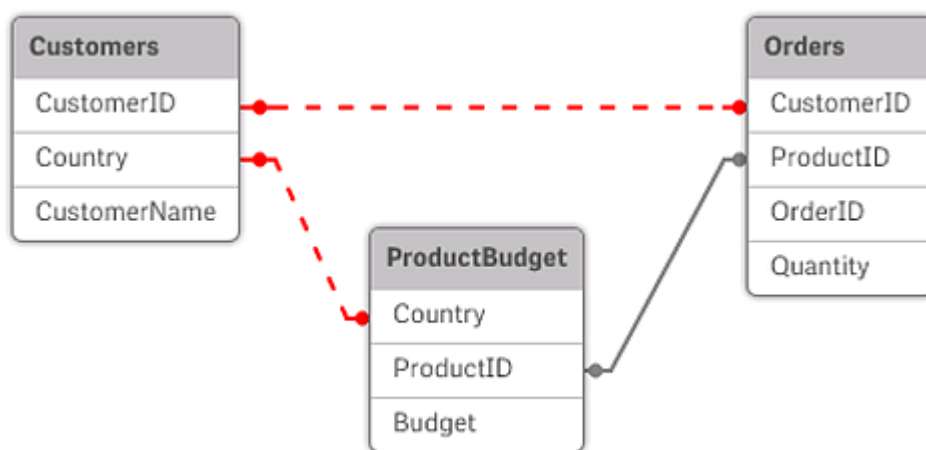 Customers
CustomerID
Country
CustomerName
ProductBudget
Country
ProductID
Budget
Orders
CustomerID
ProductID
OrderID
Quantity